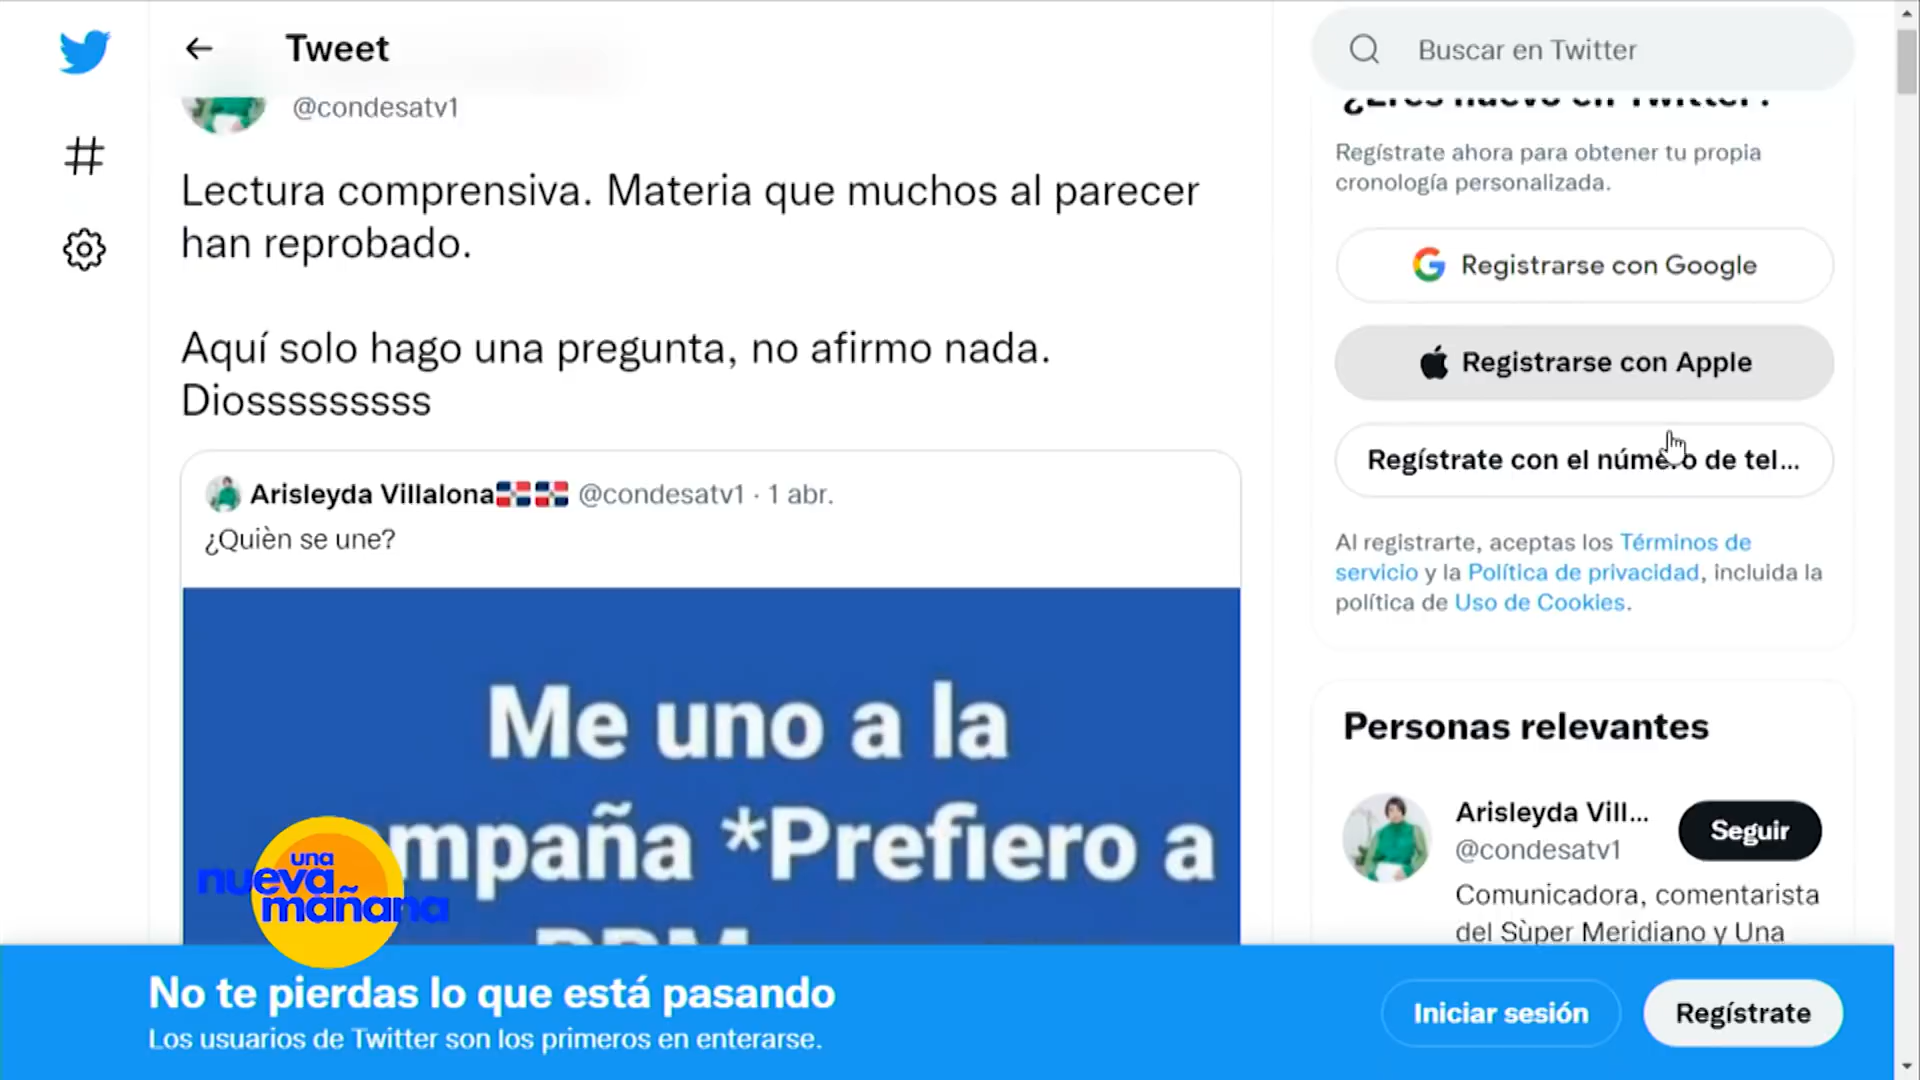 Tweet
@condesatv1
Lectura comprensiva. Materia que muchos al parecer
han reprobado.
Aquí solo hago una pregunta, no afirmo nada.
Diosssssssss
Arisleyda Villalona @condesatv1 · 1 abr.
¿Quièn se une?
Me uno a la
mpaña *Prefiero a
una
nueva
mañana
Buscar en Twitter
¿Eres nuevo en Twitter?
Regístrate ahora para obtener tu propia
cronología personalizada.
Registrarse con Google
Registrarse con Apple
Regístrate con el número de tel...
Al registrarte, aceptas los Términos de
servicio y la Política de privacidad, incluida la
política de Uso de Cookies.
Personas relevantes
Arisleyda Vill...
@condesatv1
Seguir
Comunicadora, comentarista
del Sùper Meridiano y Una
No te pierdas lo que está pasando
Los usuarios de Twitter son los primeros en enterarse.
Iniciar sesión
Regístrate